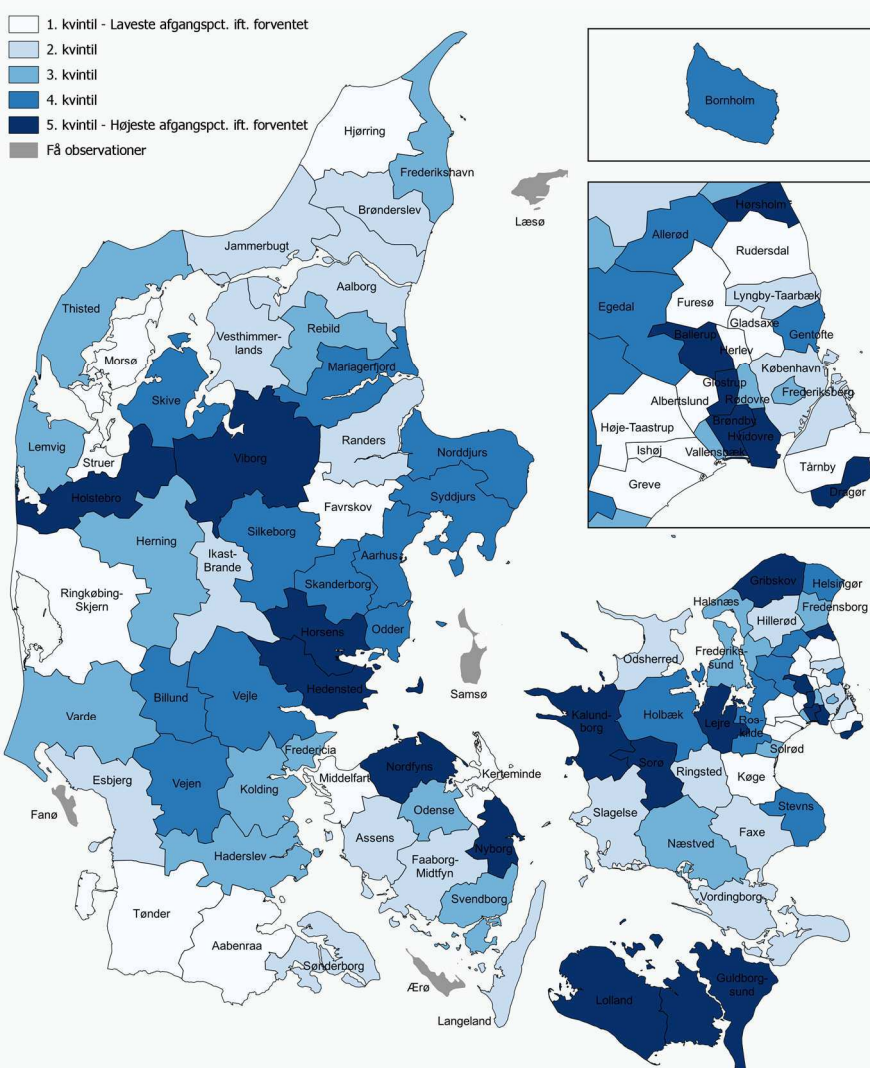 1. kvintil - Laveste afgangspct. ift. forventet
2. kvintil
3. kvintil
4. kvintil
5. kvintil - Højeste afgangspct. ift. forventet
Få observationer
Hjørring
Frederikshavn
Brønderslev
Læsø
Jammerbugt
Aalborg
Thisted
Vesthimmer-
lands
Rebild
Morsø
Mariagerfjord
Skive
Lemvig
Randers
Struer
Viborg
Norddjurs
Holstebro
Syddjurs
Favrskov
Silkeborg
Herning
Ikast-
Brande
Aarhus
Skanderborg
Ringkøbing-
Skjern
Horsens
Odder
Hedensted
Samsø
Billund
Vejle
Varde
Fredericia
Esbjerg
Vejen
Kolding
Middelfart
Nordfyns
Kerteminde
Fanø
Odense
Assens
Nyborg
Haderslev
Faaborg-
Midtfyn
Svendborg
Tønder
Aabenraa
Sønderborg
Ærø
Langeland
Bornholm
Hørsholm
Allerød
Rudersdal
Egedal
Furesø
Lyngby-Taarbæk
Gladsaxe
Ballerup
Gentofte
Herlev
København
Glostrup
Frederiksberg
Albertslund
Rødovre
Høje-Taastrup
Brøndby
Hvidovre
Ishøj
Vallensbæk
Tårnby
Greve
Dragør
Gribskov
Helsingør
Halsnæs
Fredensborg
Hillerød
Odsherred
Frederiks-
sund
Kalund-
borg
Holbæk
Lejre
Ros-
kilde
Solrød
Sorø
Ringsted
Køge
Slagelse
Stevns
Faxe
Næstved
Vordingborg
Guldborg-
sund
Lolland